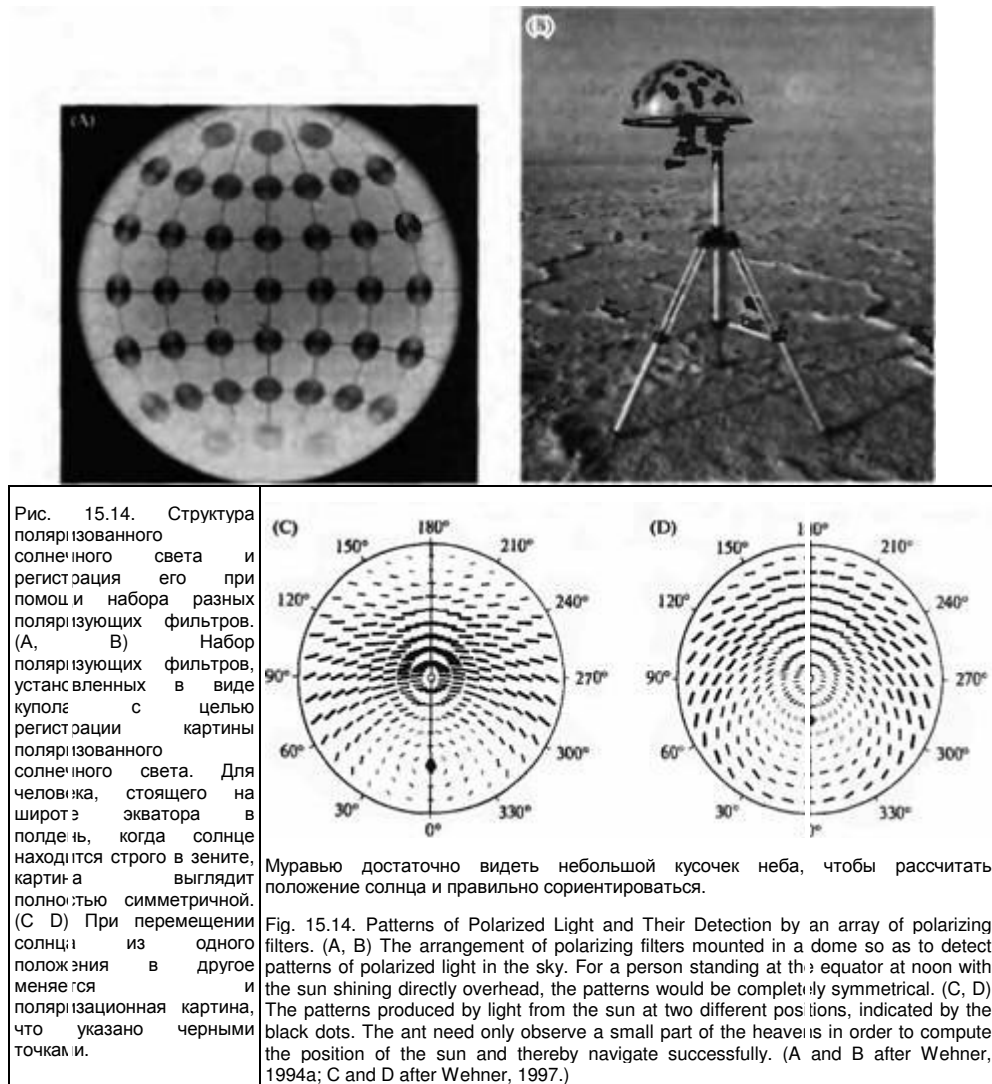 (A)
(B)
Рис. 15.14. Структура
поляризованного
солнечного света и
регистрация его при
помощи набора разных
поляризующих фильтров.
(A, B) Набор
поляризующих фильтров,
установленных в виде
купола с целью
регистрации картины
поляризованного
солнечного света. Для
человека, стоящего на
широте экватора в
полдень, когда солнце
находится строго в зените,
картина выглядит
полностью симметричной.
(C D) При перемещении
солнца из одного
положения в другое
меняется и
поляризационная картина,
что указано черными
точками.
(C) 180°
150° 210°
120° 240°
90° 270°
60° 300°
30° 330°
0°
(D) 180°
150° 210°
120° 240°
90° 270°
60° 300°
30° 330°
0°
Муравью достаточно видеть небольшой кусочек неба, чтобы рассчитать
положение солнца и правильно сориентироваться.
Fig. 15.14. Patterns of Polarized Light and Their Detection by an array of polarizing
filters. (A, B) The arrangement of polarizing filters mounted in a dome so as to detect
patterns of polarized light in the sky. For a person standing at the equator at noon with
the sun shining directly overhead, the patterns would be completely symmetrical. (C, D)
The patterns produced by light from the sun at two different positions, indicated by the
black dots. The ant need only observe a small part of the heavens in order to compute
the position of the sun and thereby navigate successfully. (A and B after Wehner,
1994a; C and D after Wehner, 1997.)